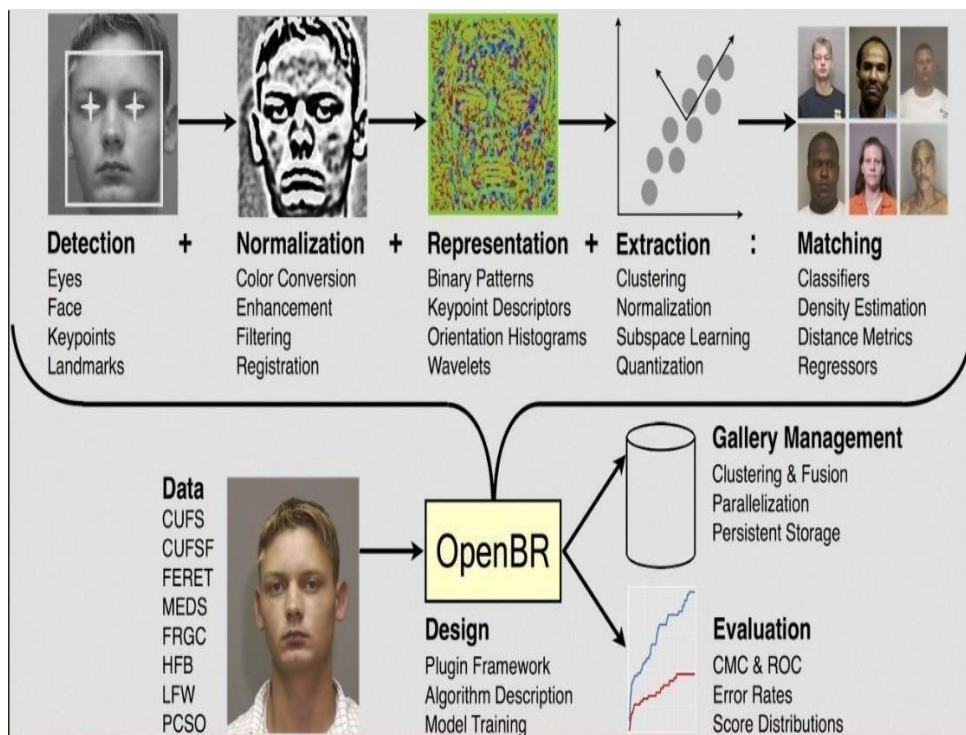 Detection + Normalization + Representation + Extraction : Matching
Eyes
Face
Keypoints
Landmarks
Color Conversion
Enhancement
Filtering
Registration
Binary Patterns
Keypoint Descriptors
Orientation Histograms
Wavelets
Clustering
Normalization
Subspace Learning
Quantization
Classifiers
Density Estimation
Distance Metrics
Regressors
Data
CUFS
CUFSF
FERET
MEDS
FRGC
HFB
LFW
PCSO
OpenBR
Design
Plugin Framework
Algorithm Description
Model Training
Gallery Management
Clustering & Fusion
Parallelization
Persistent Storage
Evaluation
CMC & ROC
Error Rates
Score Distributions